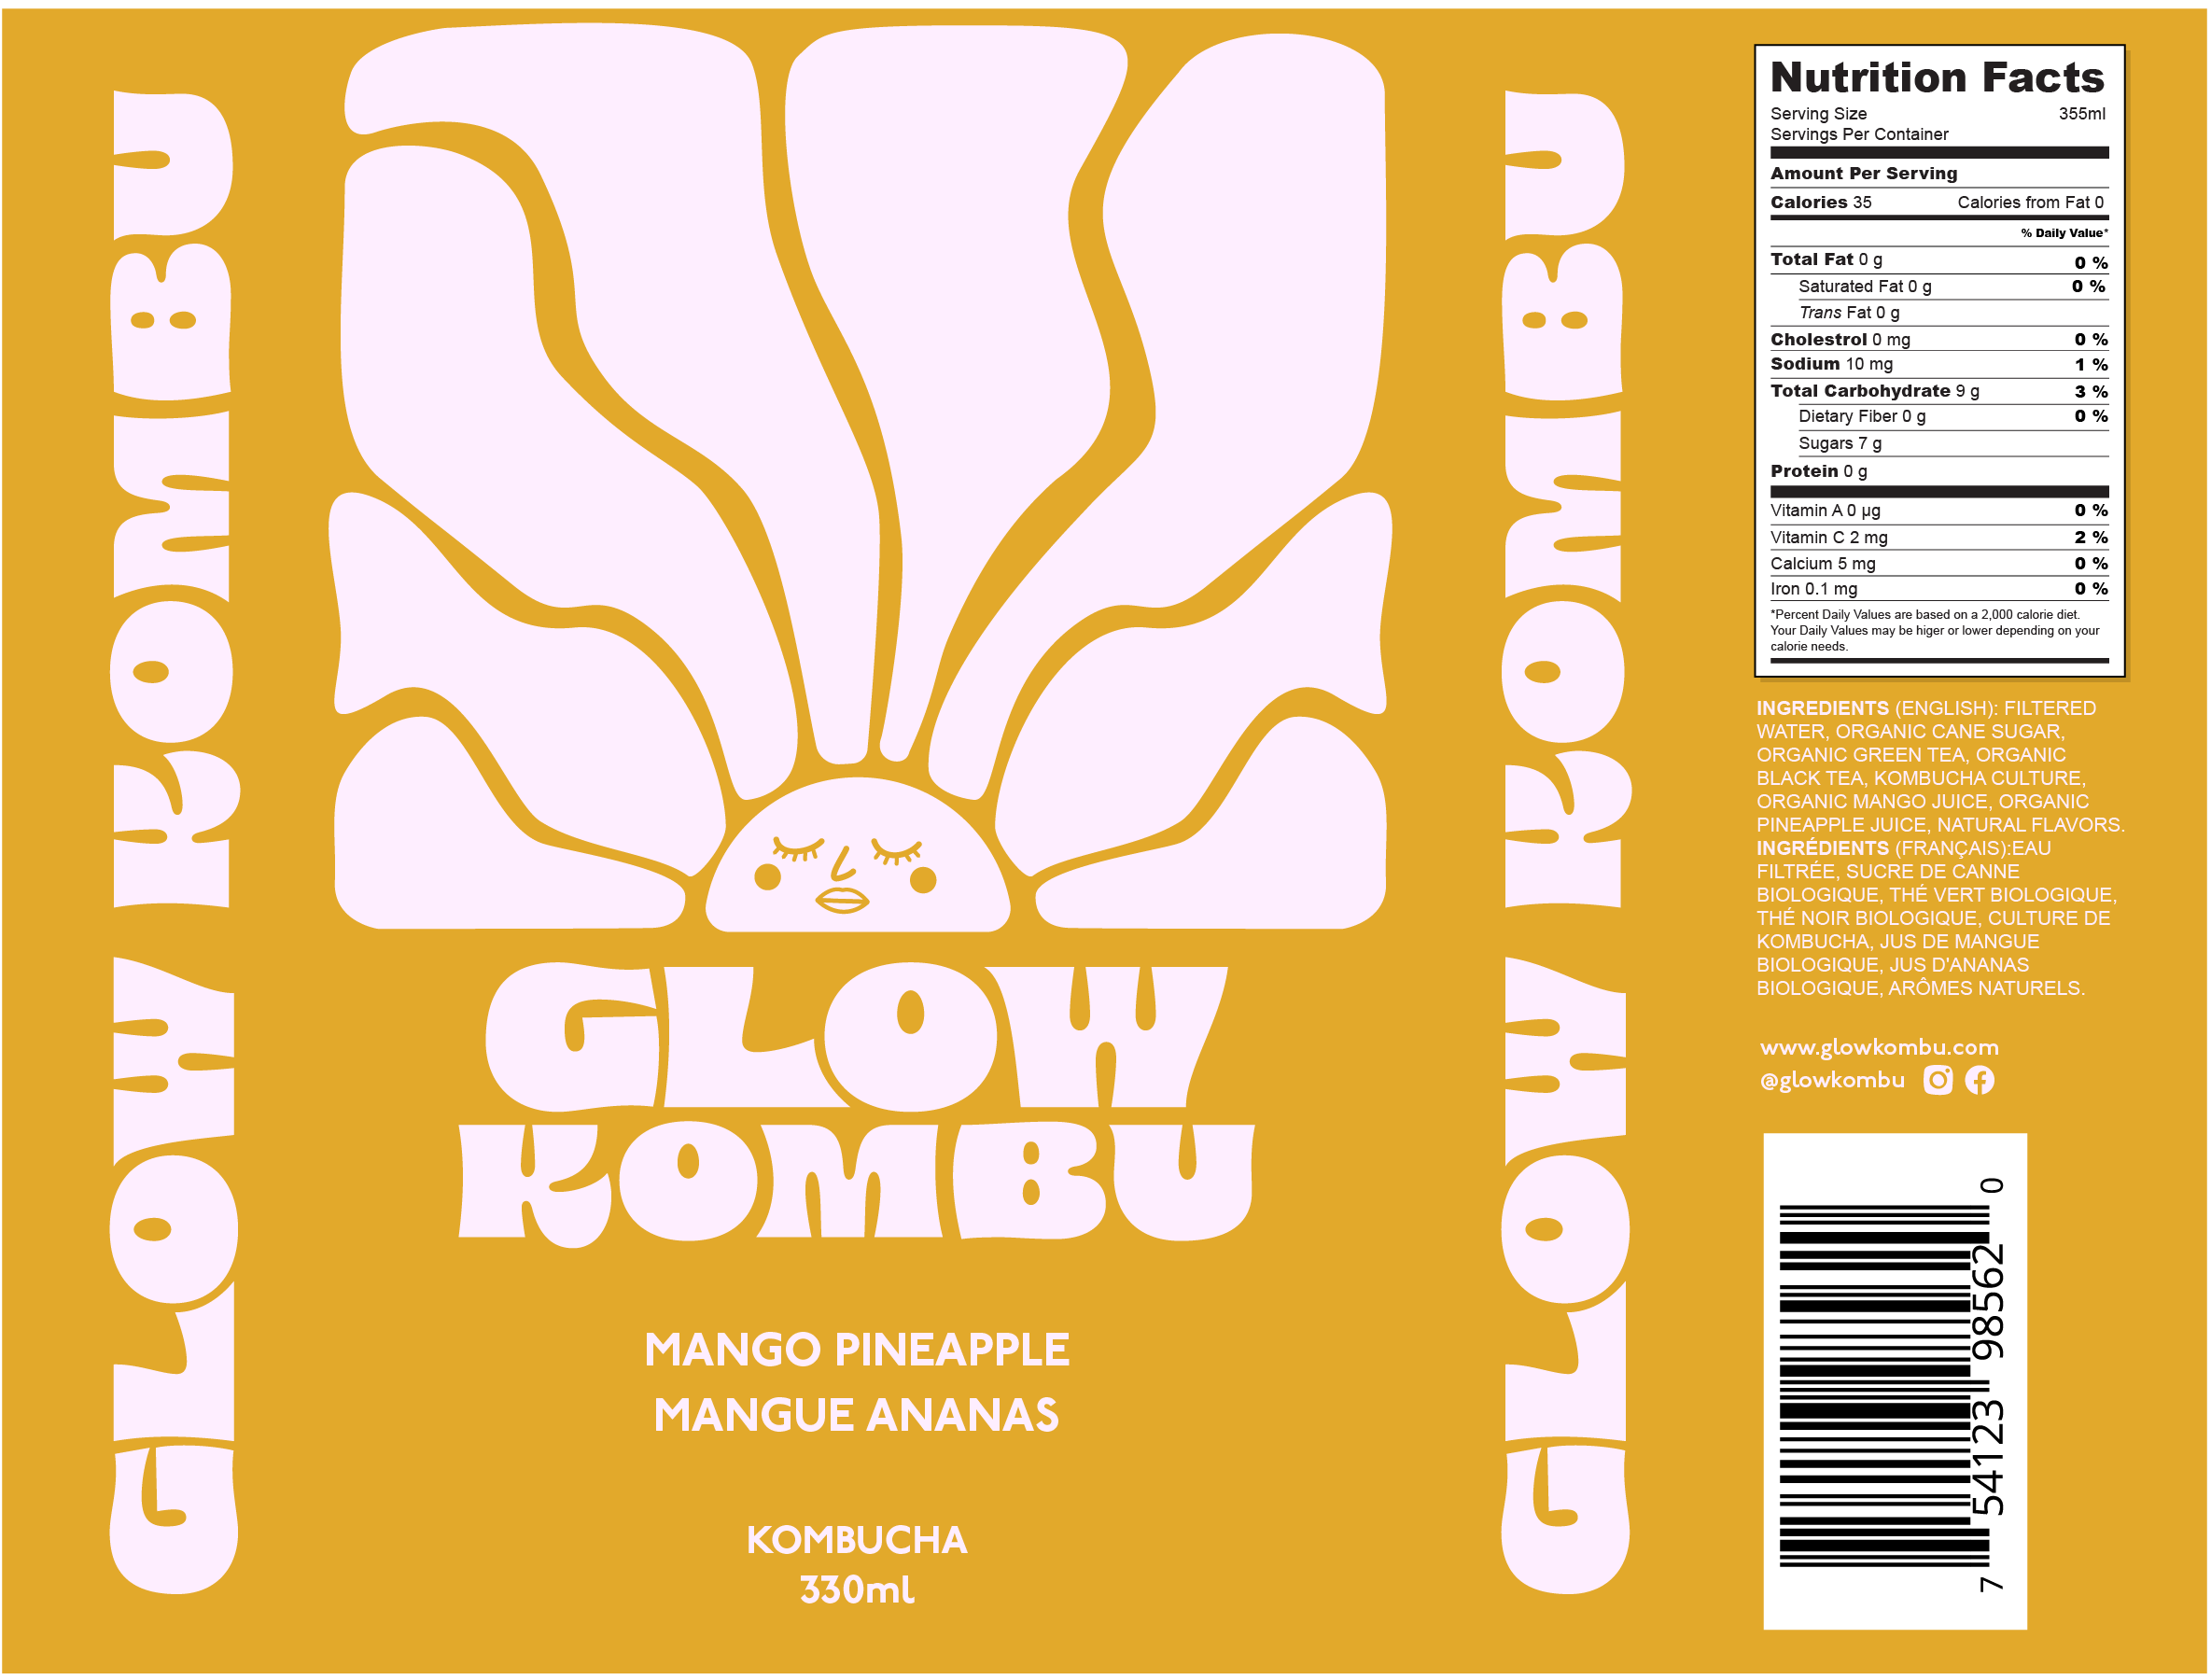 GLOW KOMBU
GLOW
KOMBU
MANGO PINEAPPLE
MANGUE ANANAS
KOMBUCHA
330ml
GLOW KOMBU
Nutrition Facts
Serving Size 355ml
Servings Per Container
Amount Per Serving
Calories 35 Calories from Fat 0
% Daily Value*
Total Fat 0 g 0 %
Saturated Fat 0 g 0 %
Trans Fat 0 g
Cholestrol 0 mg 0 %
Sodium 10 mg 1 %
Total Carbohydrate 9 g 3 %
Dietary Fiber 0 g 0 %
Sugars 7 g
Protein 0 g
Vitamin A 0 µg 0 %
Vitamin C 2 mg 2 %
Calcium 5 mg 0 %
Iron 0.1 mg 0 %
*Percent Daily Values are based on a 2,000 calorie diet.
Your Daily Values may be higer or lower depending on your
calorie needs.
INGREDIENTS (ENGLISH): FILTERED
WATER, ORGANIC CANE SUGAR,
ORGANIC GREEN TEA, ORGANIC
BLACK TEA, KOMBUCHA CULTURE,
ORGANIC MANGO JUICE, ORGANIC
PINEAPPLE JUICE, NATURAL FLAVORS.
INGRÉDIENTS (FRANÇAIS):EAU
FILTRÉE, SUCRE DE CANNE
BIOLOGIQUE, THÉ VERT BIOLOGIQUE,
THÉ NOIR BIOLOGIQUE, CULTURE DE
KOMBUCHA, JUS DE MANGUE
BIOLOGIQUE, JUS D'ANANAS
BIOLOGIQUE, ARÔMES NATURELS.
www.glowkombu.com
@glowkombu
7 54123 98562 0